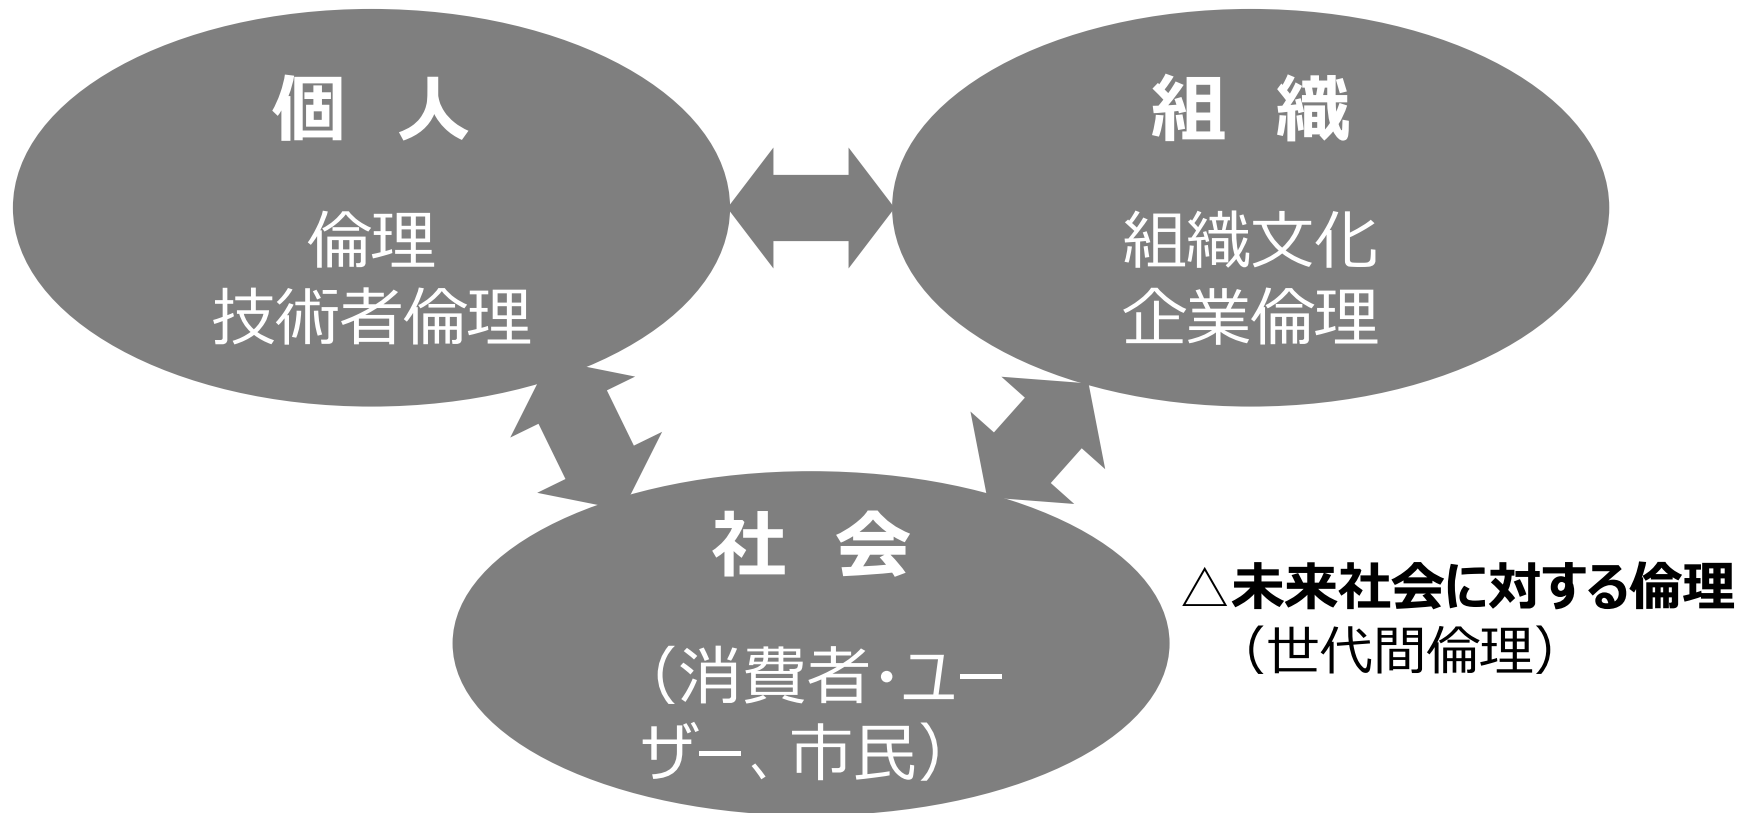 個　人
倫理
技術者倫理
組　織
組織文化
企業倫理
社　会
（消費者・ユー
ザー、市民）
△未来社会に対する倫理
（世代間倫理）